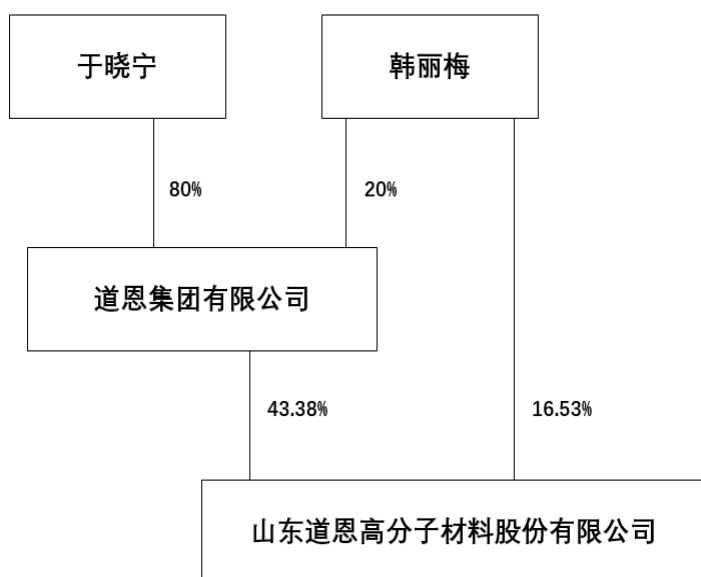 于晓宁
韩丽梅
80%
20%
道恩集团有限公司
43.38%
16.53%
山东道恩高分子材料股份有限公司